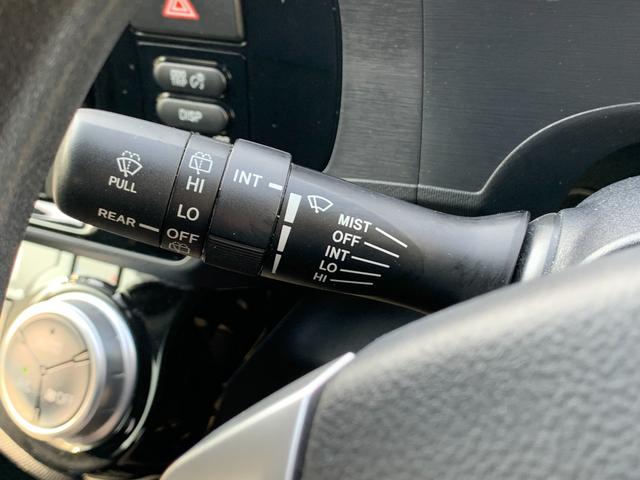 DISP
PULL
REAR
HI
LO
OFF
INT
MIST
OFF
INT
LO
HI